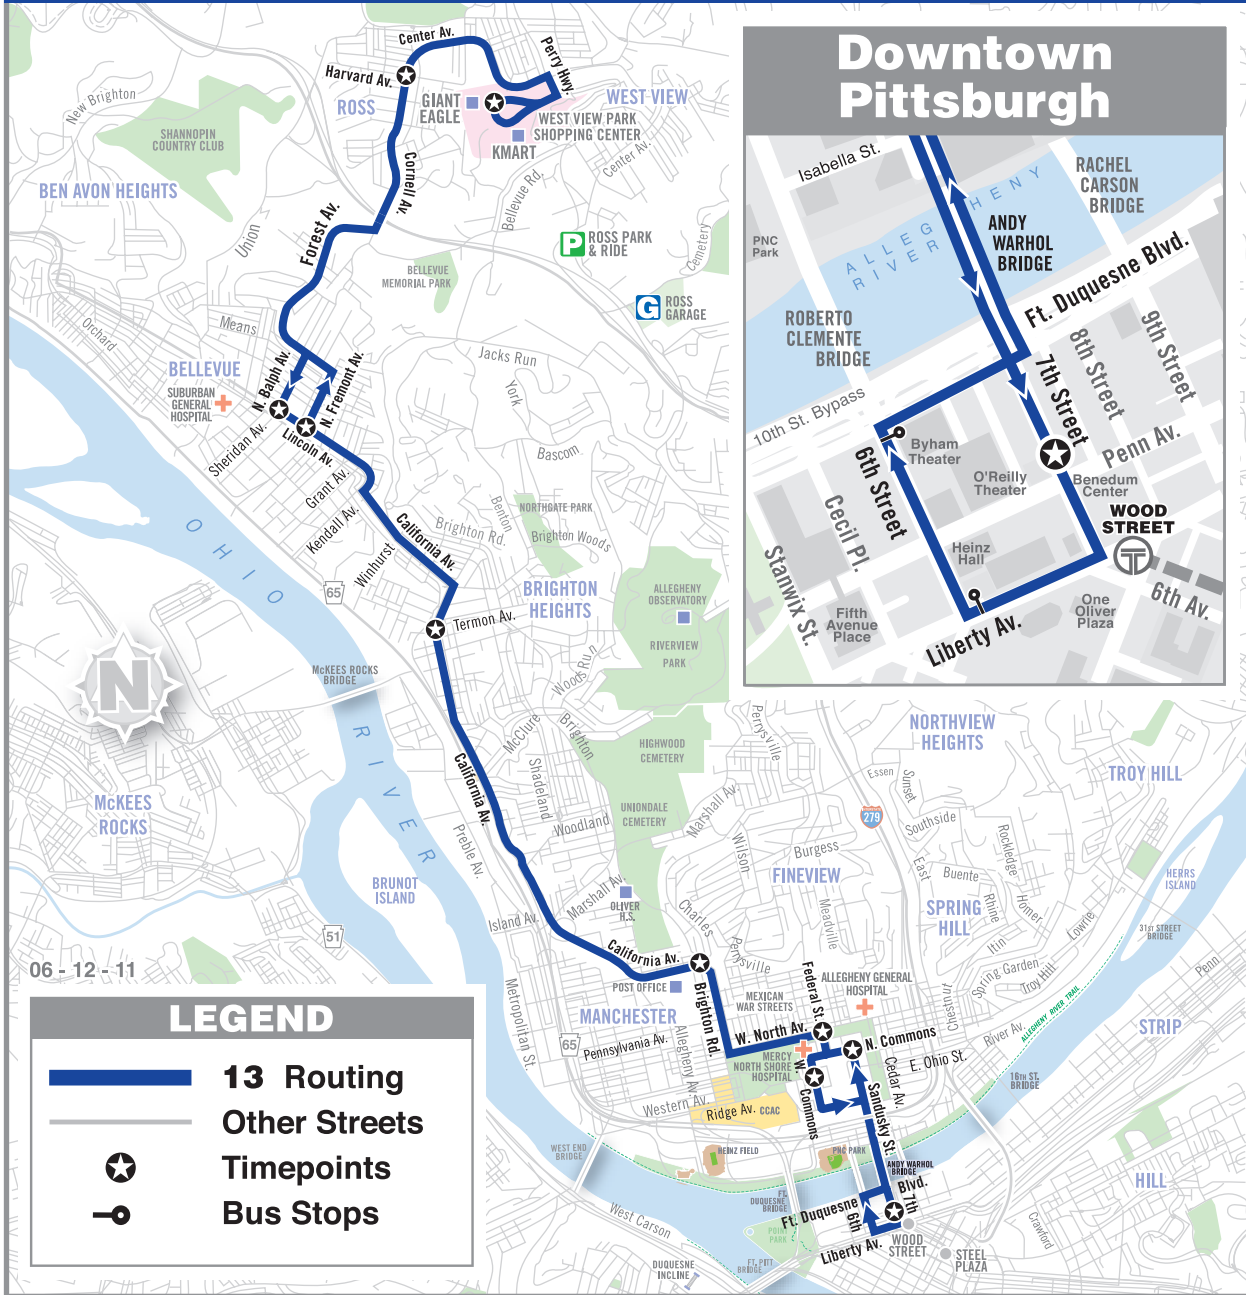 Center Av.
Harvard Av.
Perry Hwy.
ROSS
GIANT
EAGLE
WEST VIEW
WEST VIEW PARK
SHOPPING CENTER
KMART
Center Av.
New Brighton
SHANNOPIN
COUNTRY CLUB
BEN AVON HEIGHTS
Cornell Av.
Bellevue Rd.
Forest Av.
Union
P
ROSS PARK
& RIDE
Cemetery
BELLEVUE
MEMORIAL PARK
G
ROSS
GARAGE
Orchard
Means
Jacks Run
BELLEVUE
SUBURBAN
GENERAL
HOSPITAL
N. Balph Av.
N. Fremont Av.
York
Sheridan Av.
Lincoln Av.
Bascom
Grant Av.
Kendall Av.
Winhurst
California Av.
Benton
Brighton Rd.
NORTHGATE PARK
Brighton Woods
OHIO
65
BRIGHTON
HEIGHTS
ALLEGHENY
OBSERVATORY
Termon Av.
RIVERVIEW
PARK
N
McKEES ROCKS
BRIDGE
Woods Run
RIVER
McClure
Brighton
HIGHWOOD
CEMETERY
Perrysville
California Av.
Shadeland
UNIONDALE
CEMETERY
Marshall Av.
McKEES
ROCKS
Woodland
Preble Av.
BRUNOT
ISLAND
Marshall Av.
OLIVER
H.S.
Island Av.
51
Charles
Perrysville
Wilson
Burgess
FINEVIEW
Meadville
279
NORTHVIEW
HEIGHTS
Essen
Sunset
TROY HILL
Southside
Rockledge
East
Buente
Rhine
Homer
SPRING
HILL
Itin
Lowrie
HERRS
ISLAND
31ST STREET
BRIDGE
Spring Garden
Troy Hill
Penn
ALLEGHENY RIVER TRAIL
STRIP
River Av.
California Av.
POST OFFICE
Brighton Rd.
MEXICAN
WAR STREETS
Federal St.
ALLEGHENY GENERAL
HOSPITAL
Chestnut
MANCHESTER
Metropolitan St.
65
Pennsylvania Av.
Allegheny Av.
W. North Av.
MERCY
NORTH SHORE
HOSPITAL
N. Commons
W. Commons
Cedar Av.
E. Ohio St.
16TH ST.
BRIDGE
Western Av.
Ridge Av.
CCAC
Sandusky St.
WEST END
BRIDGE
HEINZ FIELD
PNC PARK
ANDY WARHOL
BRIDGE
HILL
FT.
DUQUESNE
BRIDGE
Ft. Duquesne
Blvd.
6th
7th
West Carson
POINT
PARK
Liberty Av.
WOOD
STREET
STEEL
PLAZA
Crawford
FT. PITT
BRIDGE
DUQUESNE
INCLINE
06 - 12 - 11
LEGEND
13 Routing
Other Streets
Timepoints
Bus Stops
Downtown
Pittsburgh
Isabella St.
RACHEL
CARSON
BRIDGE
ALLEGHENY
RIVER
PNC
Park
ANDY
WARHOL
BRIDGE
Ft. Duquesne Blvd.
ROBERTO
CLEMENTE
BRIDGE
9th Street
8th Street
7th Street
10th St. Bypass
Byham
Theater
Penn Av.
O'Reilly
Theater
Benedum
Center
6th Street
Cecil Pl.
WOOD
STREET
T
Stanwix St.
Heinz
Hall
6th Av.
Fifth
Avenue
Place
One
Oliver
Plaza
Liberty Av.